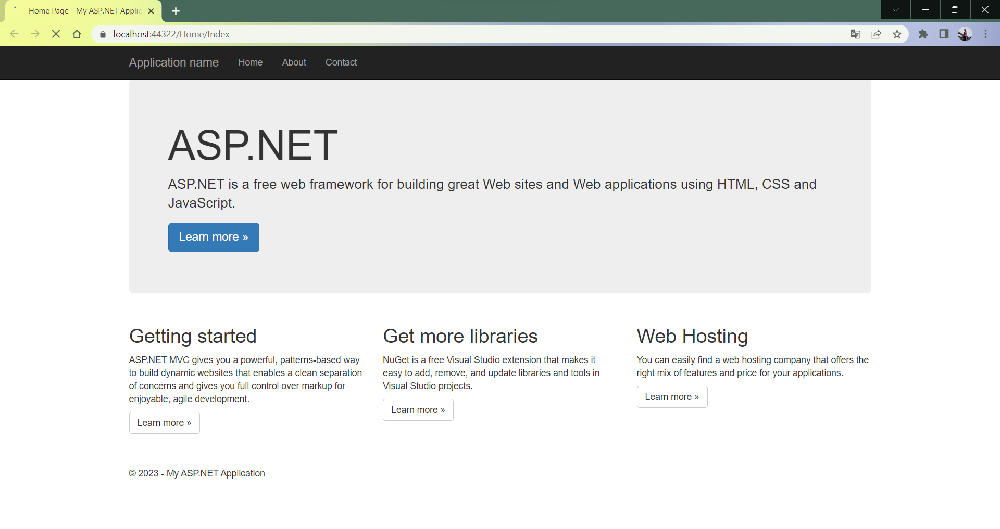 Home Page - My ASP.NET Applic
localhost:44322/Home/Index
Application name Home About Contact
ASP.NET
ASP.NET is a free web framework for building great Web sites and Web applications using HTML, CSS and
JavaScript.
Learn more »
Getting started
ASP.NET MVC gives you a powerful, patterns-based way
to build dynamic websites that enables a clean separation
of concerns and gives you full control over markup for
enjoyable, agile development.
Learn more »
Get more libraries
NuGet is a free Visual Studio extension that makes it
easy to add, remove, and update libraries and tools in
Visual Studio projects.
Learn more »
Web Hosting
You can easily find a web hosting company that offers the
right mix of features and price for your applications.
Learn more »
© 2023 - My ASP.NET Application